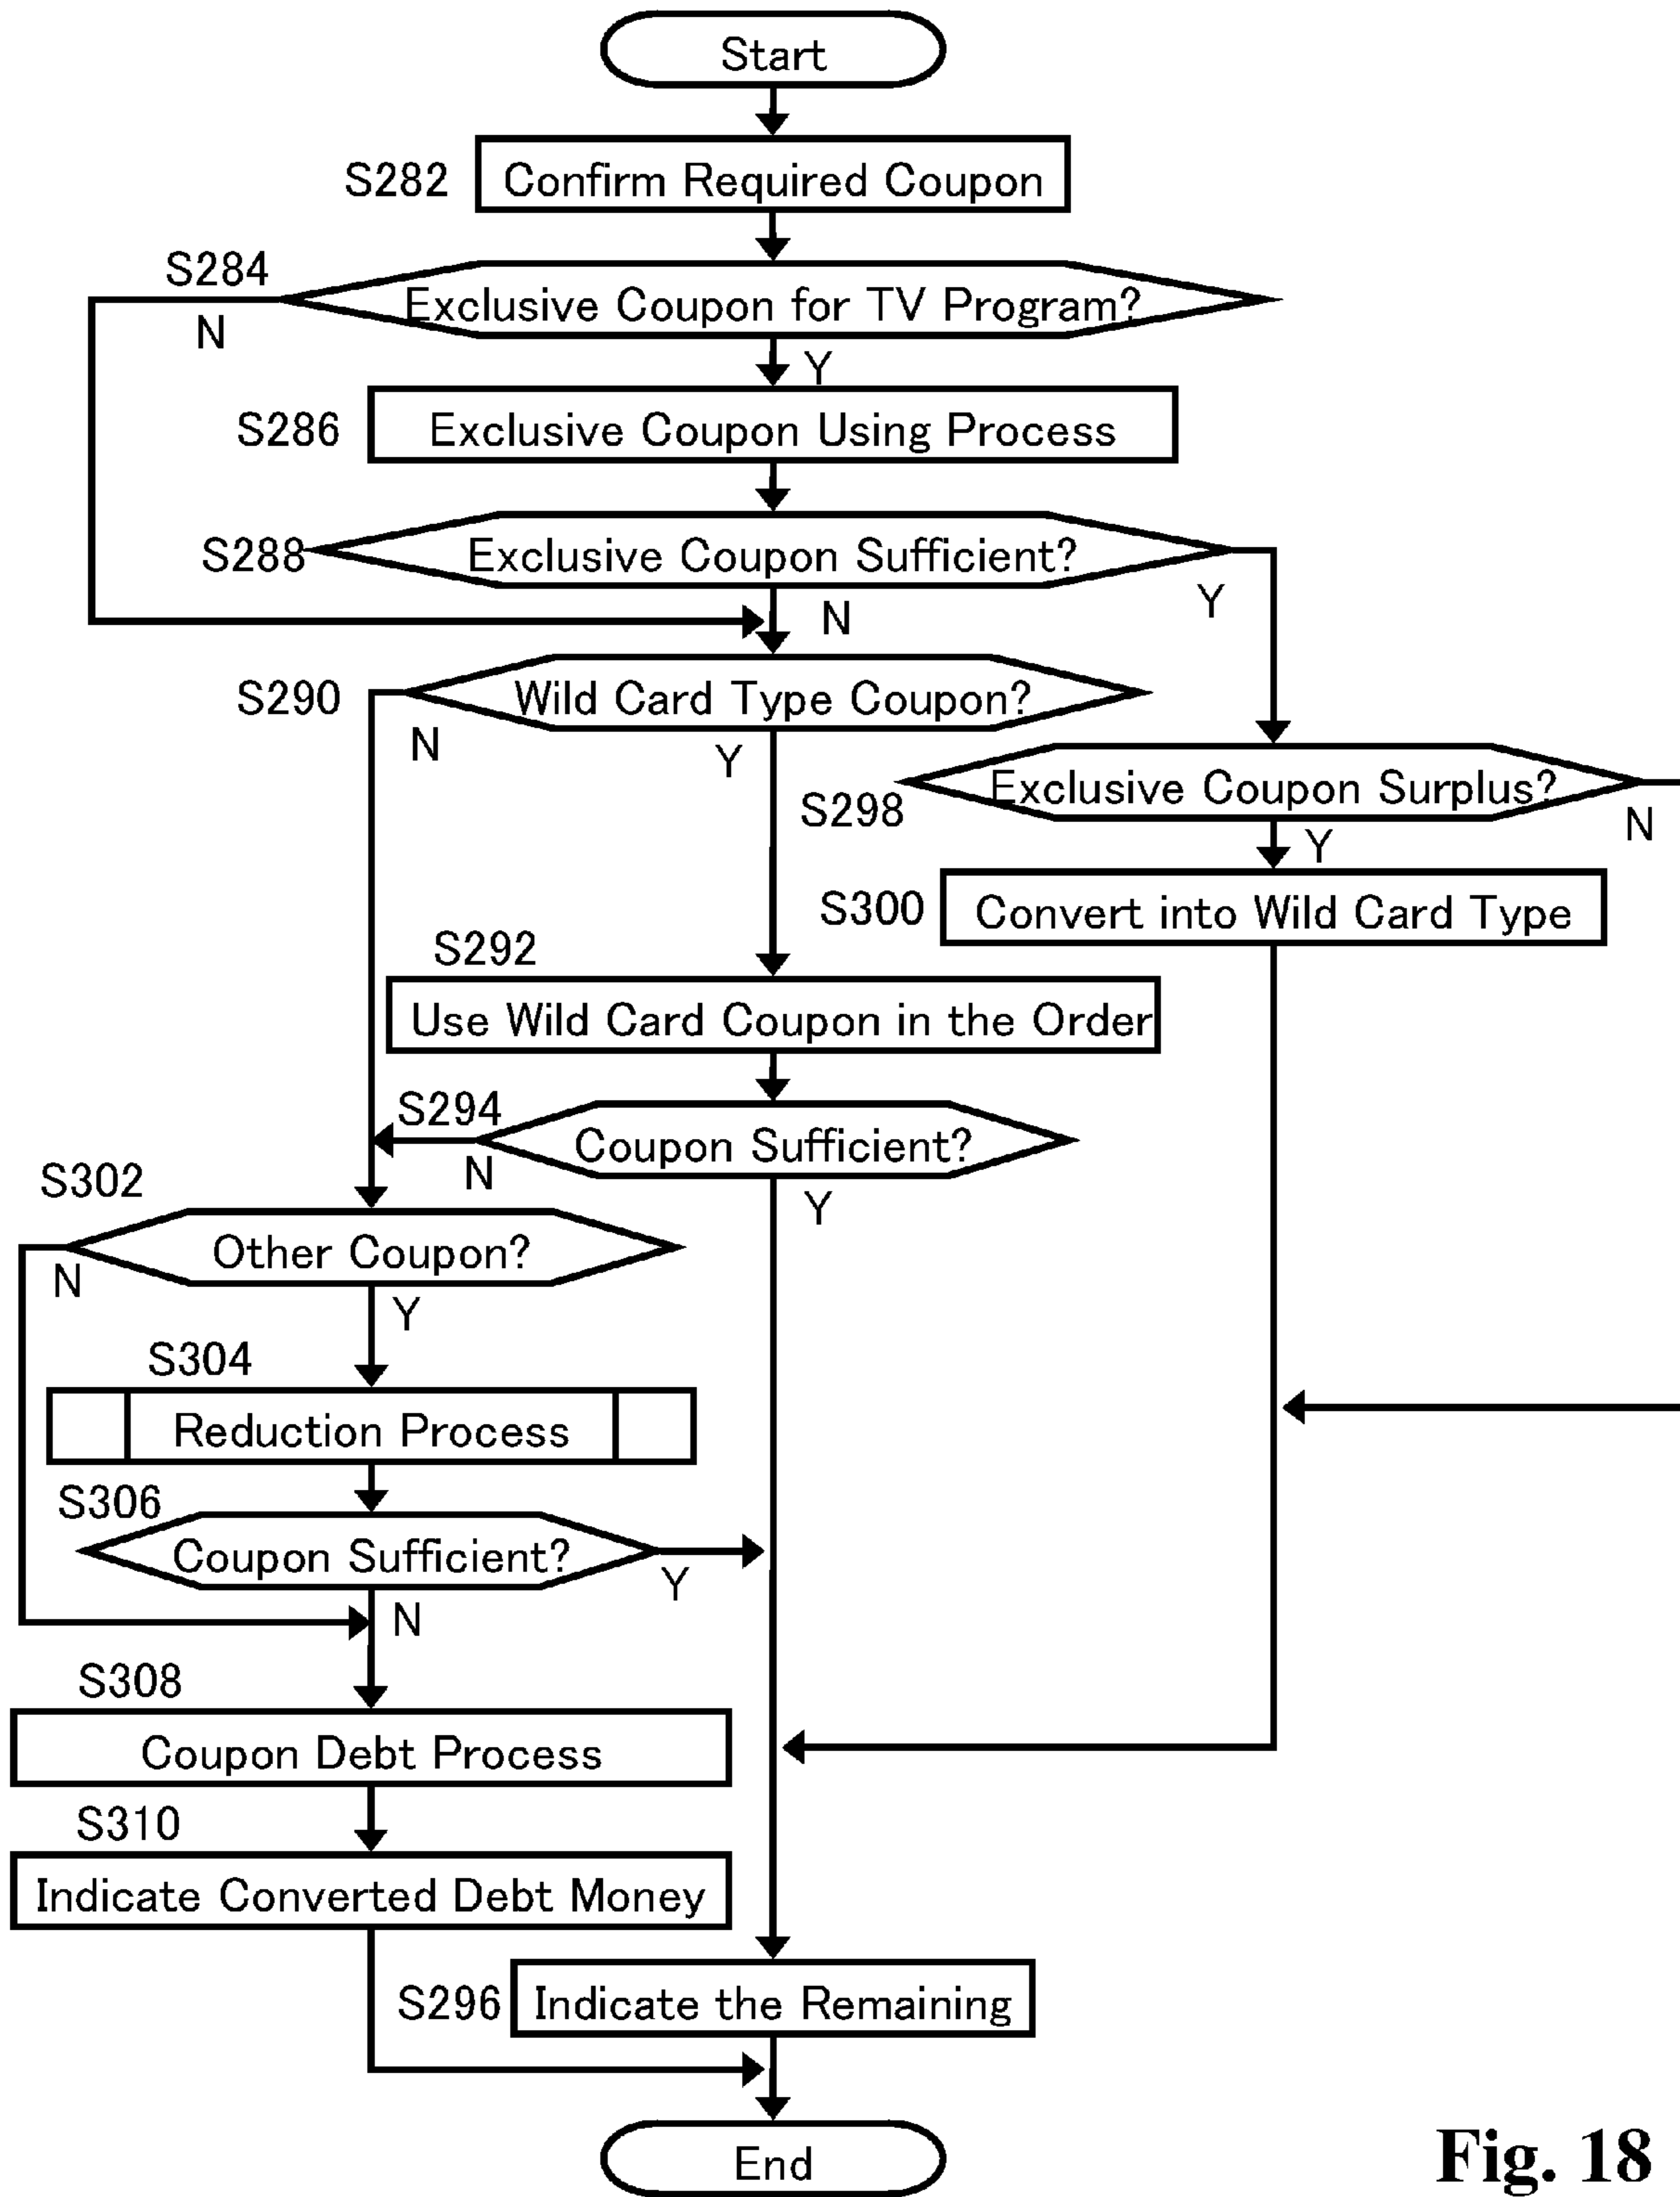 Start
S282
Confirm Required Coupon
S284
Exclusive Coupon for TV Program?
N
Y
S286
Exclusive Coupon Using Process
S288
Exclusive Coupon Sufficient?
Y
N
S290
Wild Card Type Coupon?
N
Y
S298
Exclusive Coupon Surplus?
N
Y
S300
Convert into Wild Card Type
S292
Use Wild Card Coupon in the Order
S294
Coupon Sufficient?
N
Y
S302
Other Coupon?
N
Y
S304
Reduction Process
S306
Coupon Sufficient?
Y
N
S308
Coupon Debt Process
S310
Indicate Converted Debt Money
S296
Indicate the Remaining
End
Fig. 18